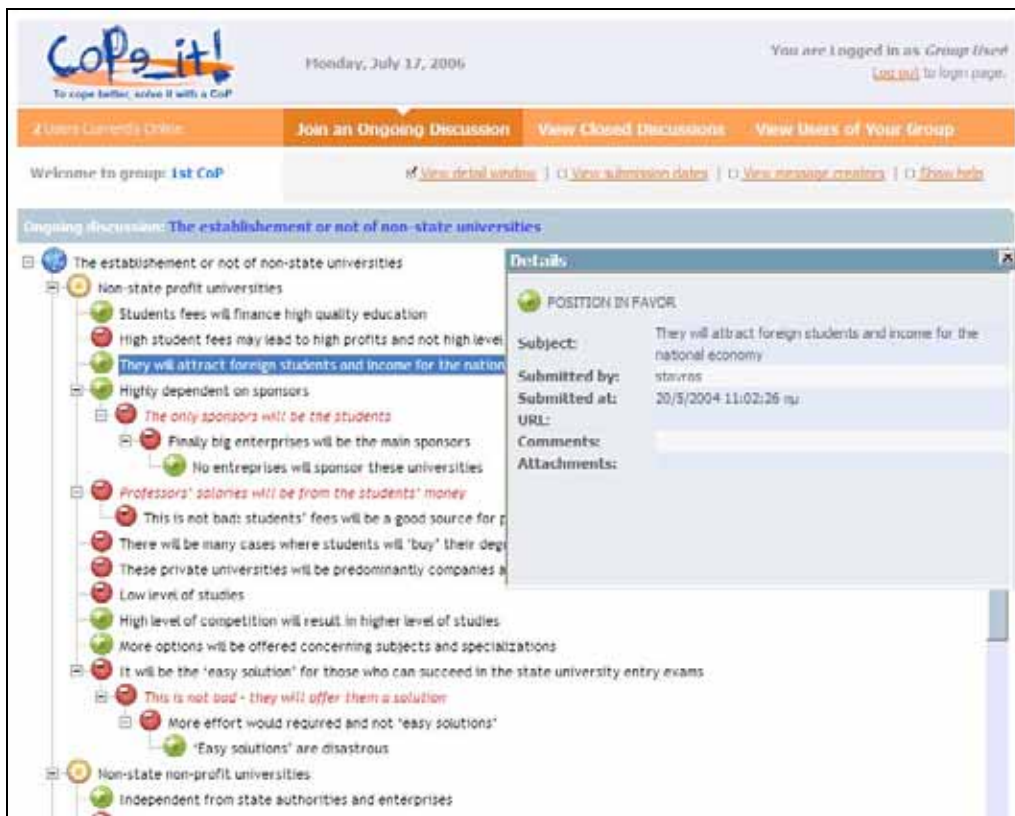 CoPe_it!
To cope better, solve it with a CoP
Monday, July 17, 2006
You are Logged in as Group User
Log out to login page.
2 Users Currently Online
Join an Ongoing Discussion
View Closed Discussions
View Users of Your Group
Welcome to group: 1st CoP
View detail window | View submission dates | View message creators | Show help
Ongoing discussion: The establishement or not of non-state universities
The establishement or not of non-state universities
Non-state profit universities
Students fees will finance high quality education
High student fees may lead to high profits and not high level
They will attract foreign students and income for the nation
Highly dependent on sponsors
The only sponsors will be the students
Finally big enterprises will be the main sponsors
No entreprises will sponsor these universities
Professors' salaries will be from the students' money
This is not bad: students' fees will be a good source for p
There will be many cases where students will 'buy' their deg
These private universities will be predominantly companies a
Low level of studies
High level of competition will result in higher level of studies
More options will be offered concerning subjects and specializations
It will be the 'easy solution' for those who can succeed in the state university entry exams
This is not bad - they will offer them a solution
More effort would required and not 'easy solutions'
'Easy solutions' are disastrous
Non-state non-profit universities
Independent from state authorities and enterprises
Details
POSITION IN FAVOR
Subject: They will attract foreign students and income for the
national economy
Submitted by: stavros
Submitted at: 20/5/2004 11:02:26 πμ
URL:
Comments:
Attachments: